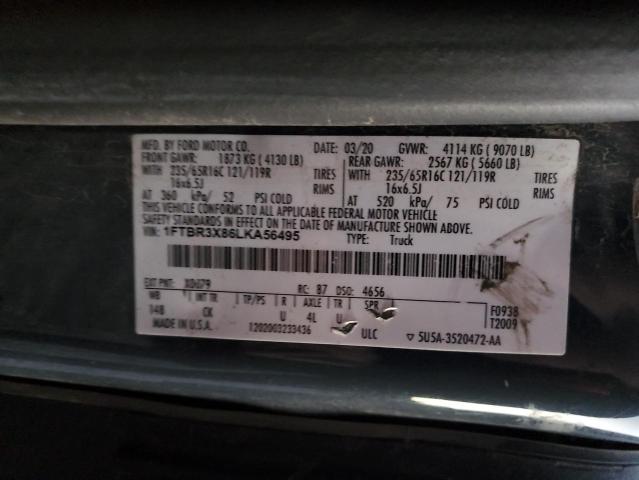 MFD. BY FORD MOTOR CO. DATE: 03/20 GVWR: 4114 KG ( 9070 LB)
FRONT GAWR: 1873 KG ( 4130 LB) REAR GAWR: 2567 KG ( 5660 LB)
235/65R16C 121/119R TIRES 235/65R16C 121/119R TIRES
16x6.5J RIMS 16x6.5J RIMS
AT 360 kPa/ 52 PSI COLD AT 520 kPa/ 75 PSI COLD
THIS VEHICLE CONFORMS TO ALL APPLICABLE FEDERAL MOTOR VEHICLE
SAFETY STANDARDS IN EFFECT ON THE DATE OF MANUFACTURE SHOWN ABOVE.
VIN: 1FTBR3X86LKA56495 TYPE: Truck
EXT PNT: RC: 87 DSO: 4656
WB INT TR TP/PS R AXLE TR SPR F0938
148 CK U 4L U T2009
MADE IN U.S.A. 1202003233436 ULC ▽ 5U5A-3520472-AA